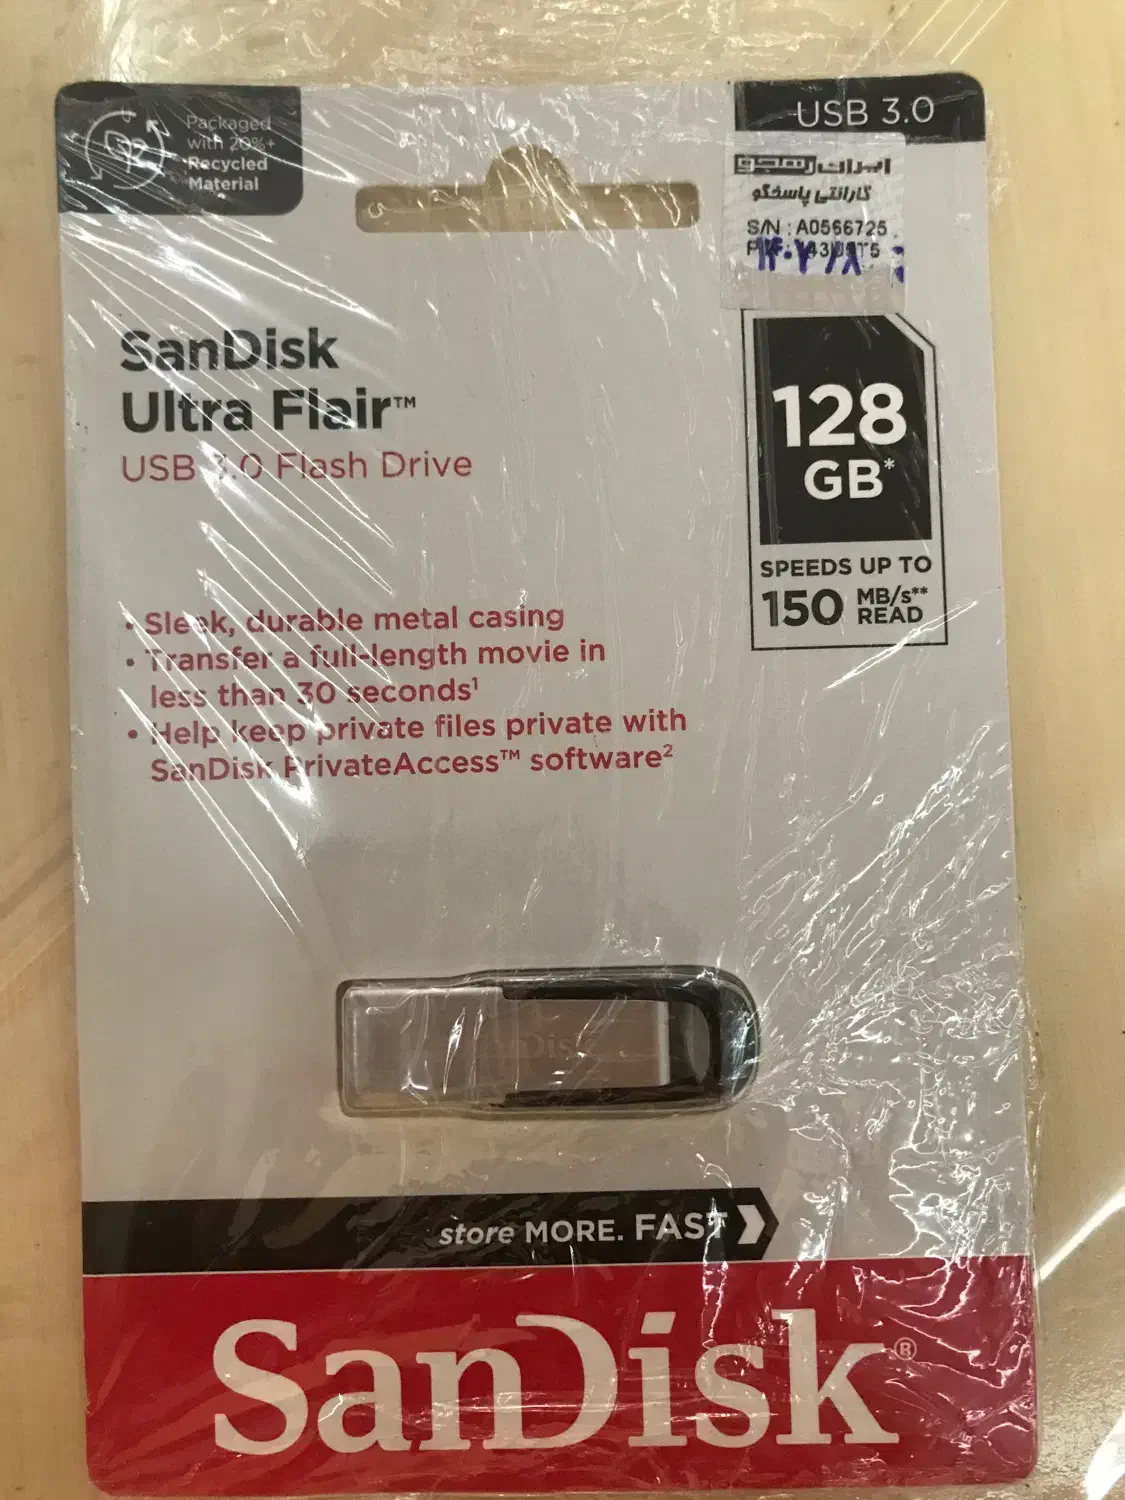 Packaged
with 20%+
Recycled
Material
USB 3.0
ایران رهجو
گارانتی پاسخگو
S/N : A0566725
SanDisk
Ultra Flair™
USB 3.0 Flash Drive
128
GB*
SPEEDS UP TO
150 MB/s** READ
• Sleek, durable metal casing
• Transfer a full-length movie in
less than 30 seconds¹
• Help keep private files private with
SanDisk PrivateAccess™ software²
SanDisk
store MORE. FAST
SanDisk®